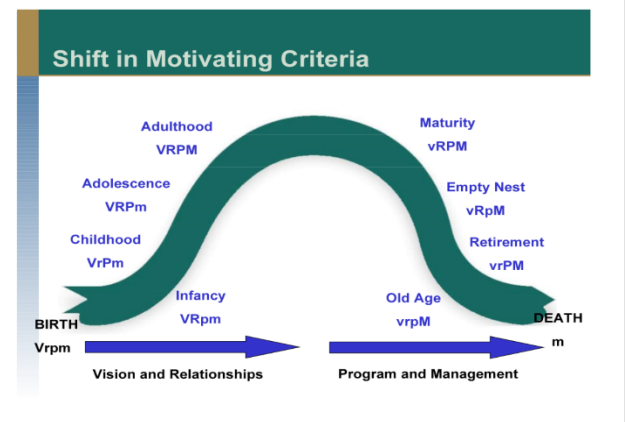 Shift in Motivating Criteria
Adulthood
VRPM
Maturity
vRPM
Adolescence
VRPm
Empty Nest
vRpM
Childhood
VrPm
Retirement
vrPM
Infancy
VRpm
Old Age
vrpM
BIRTH
Vrpm
DEATH
m
Vision and Relationships
Program and Management